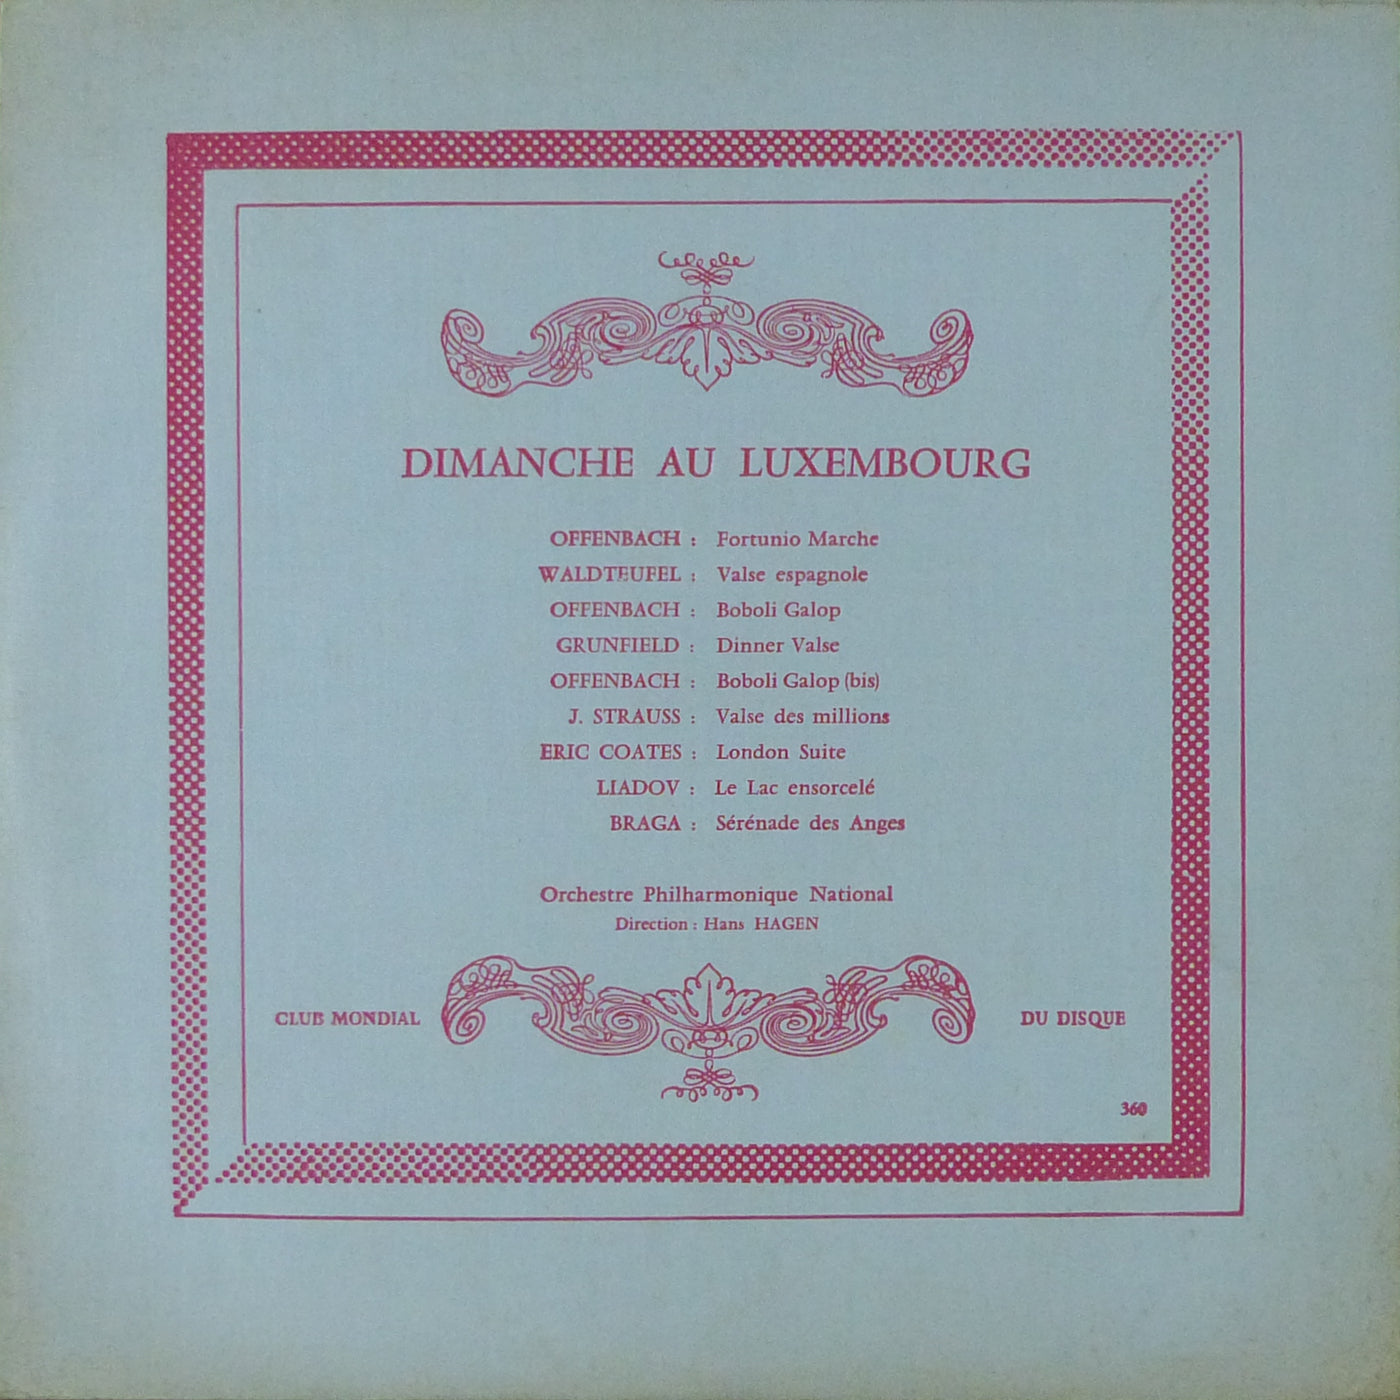 DIMANCHE AU LUXEMBOURG
OFFENBACH : Fortunio Marche
WALDTEUFEL : Valse espagnole
OFFENBACH : Boboli Galop
GRUNFIELD : Dinner Valse
OFFENBACH : Boboli Galop (bis)
J. STRAUSS : Valse des millions
ERIC COATES : London Suite
LIADOV : Le Lac ensorcelé
BRAGA : Sérénade des Anges
Orchestre Philharmonique National
Direction : Hans HAGEN
CLUB MONDIAL DU DISQUE
360